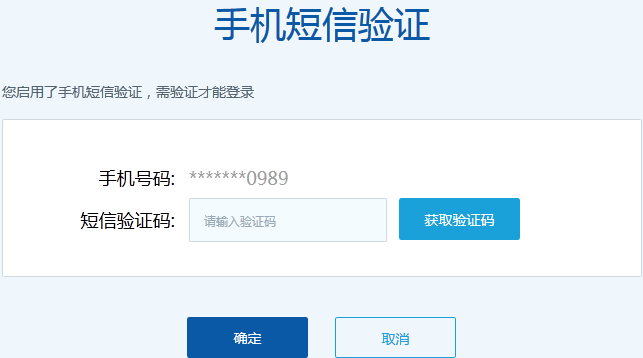 手机短信验证
您启用了手机短信验证，需验证才能登录
手机号码: *******0989
短信验证码: 请输入验证码 获取验证码
确定 取消